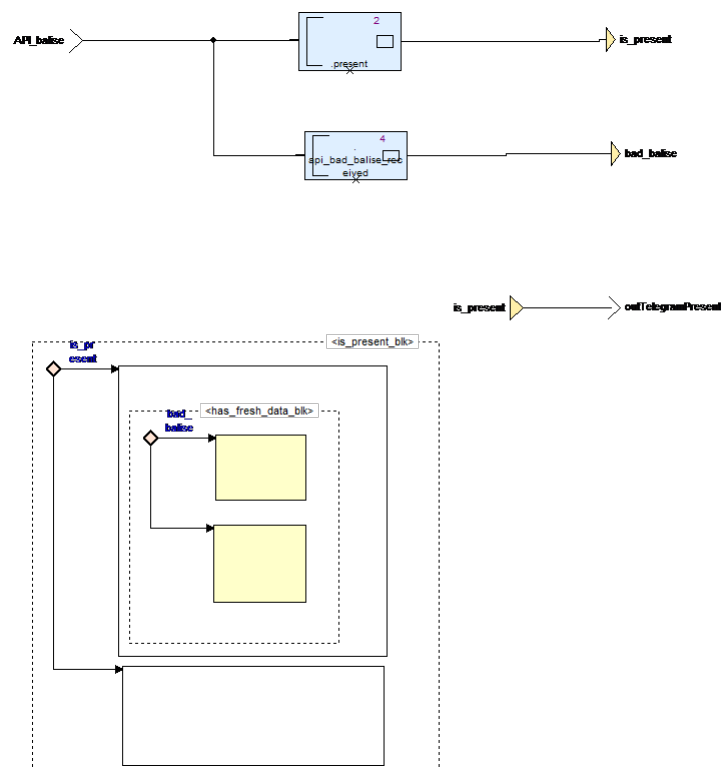 2
API_balise
is_present
.present
4
.
api_bad_balise_rec
eived
bad_balise
is_present
outTelegramPresent
<is_present_blk>
is_pr
esent
<has_fresh_data_blk>
bad_
balise